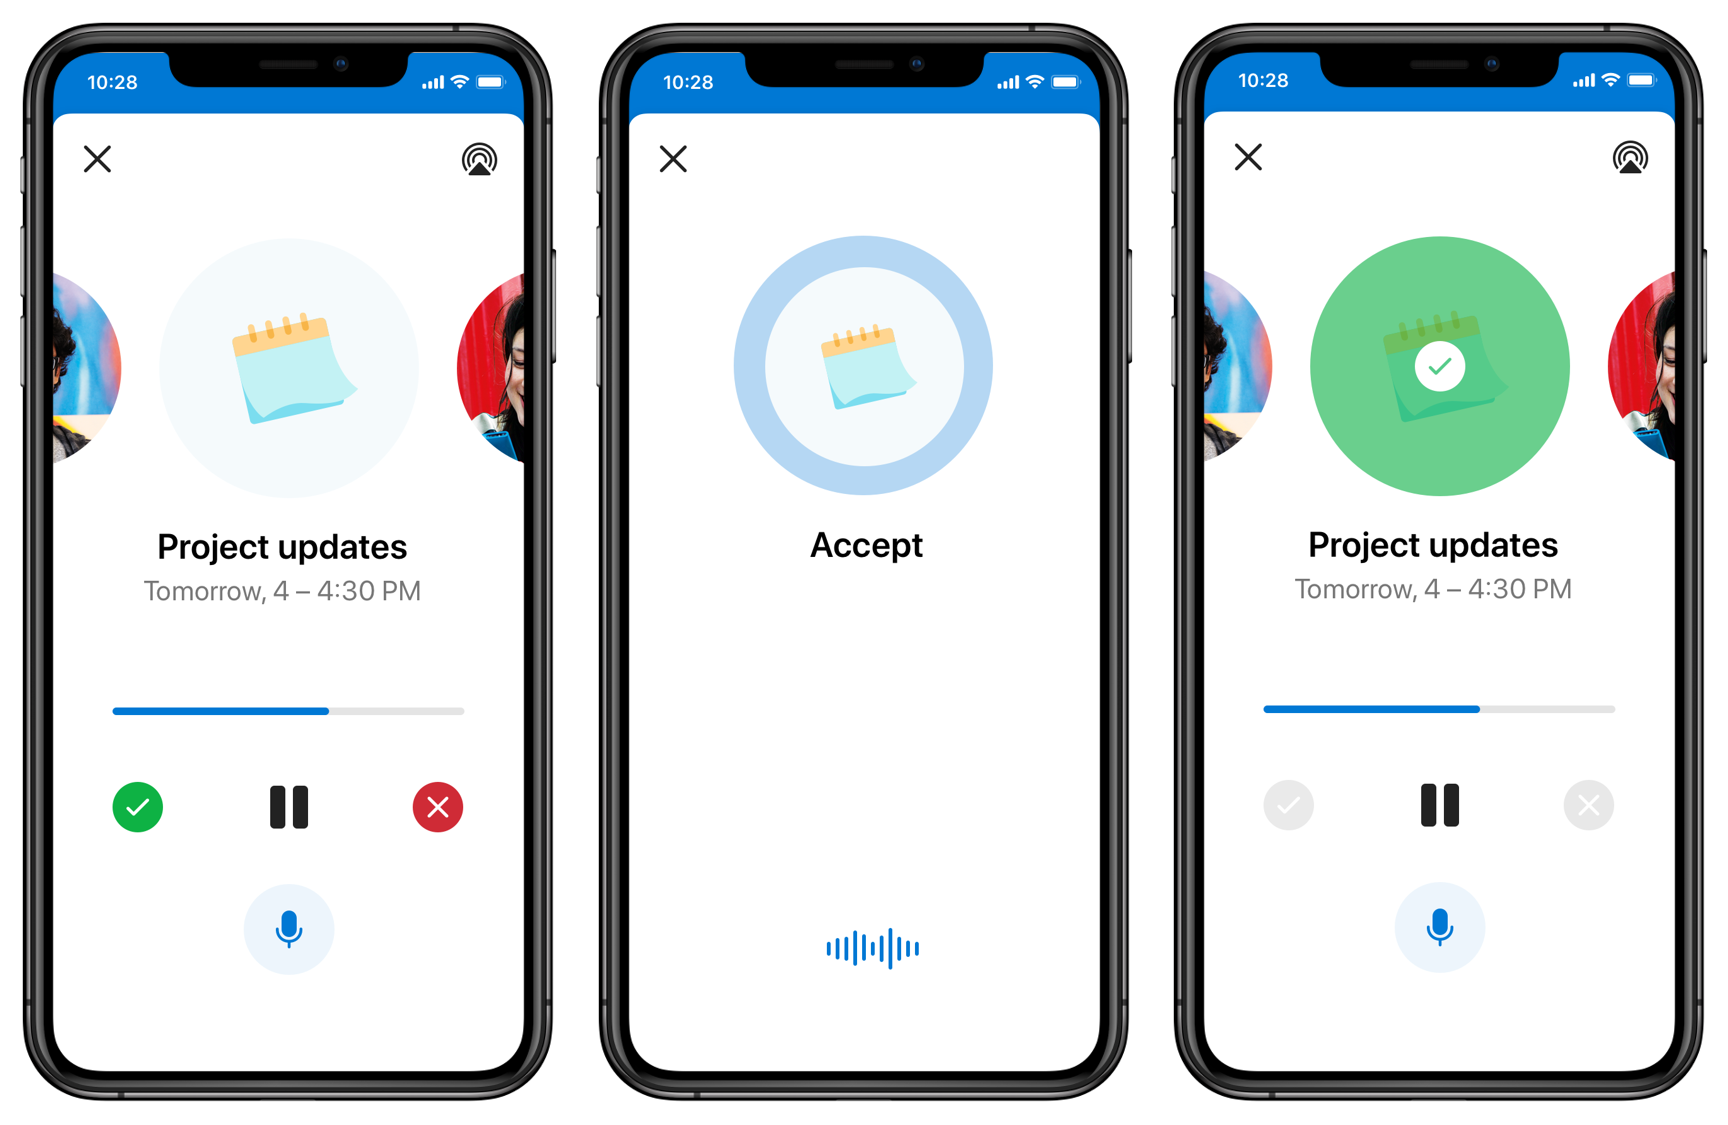 10:28
Project updates
Tomorrow, 4 – 4:30 PM
10:28
Accept
10:28
Project updates
Tomorrow, 4 – 4:30 PM